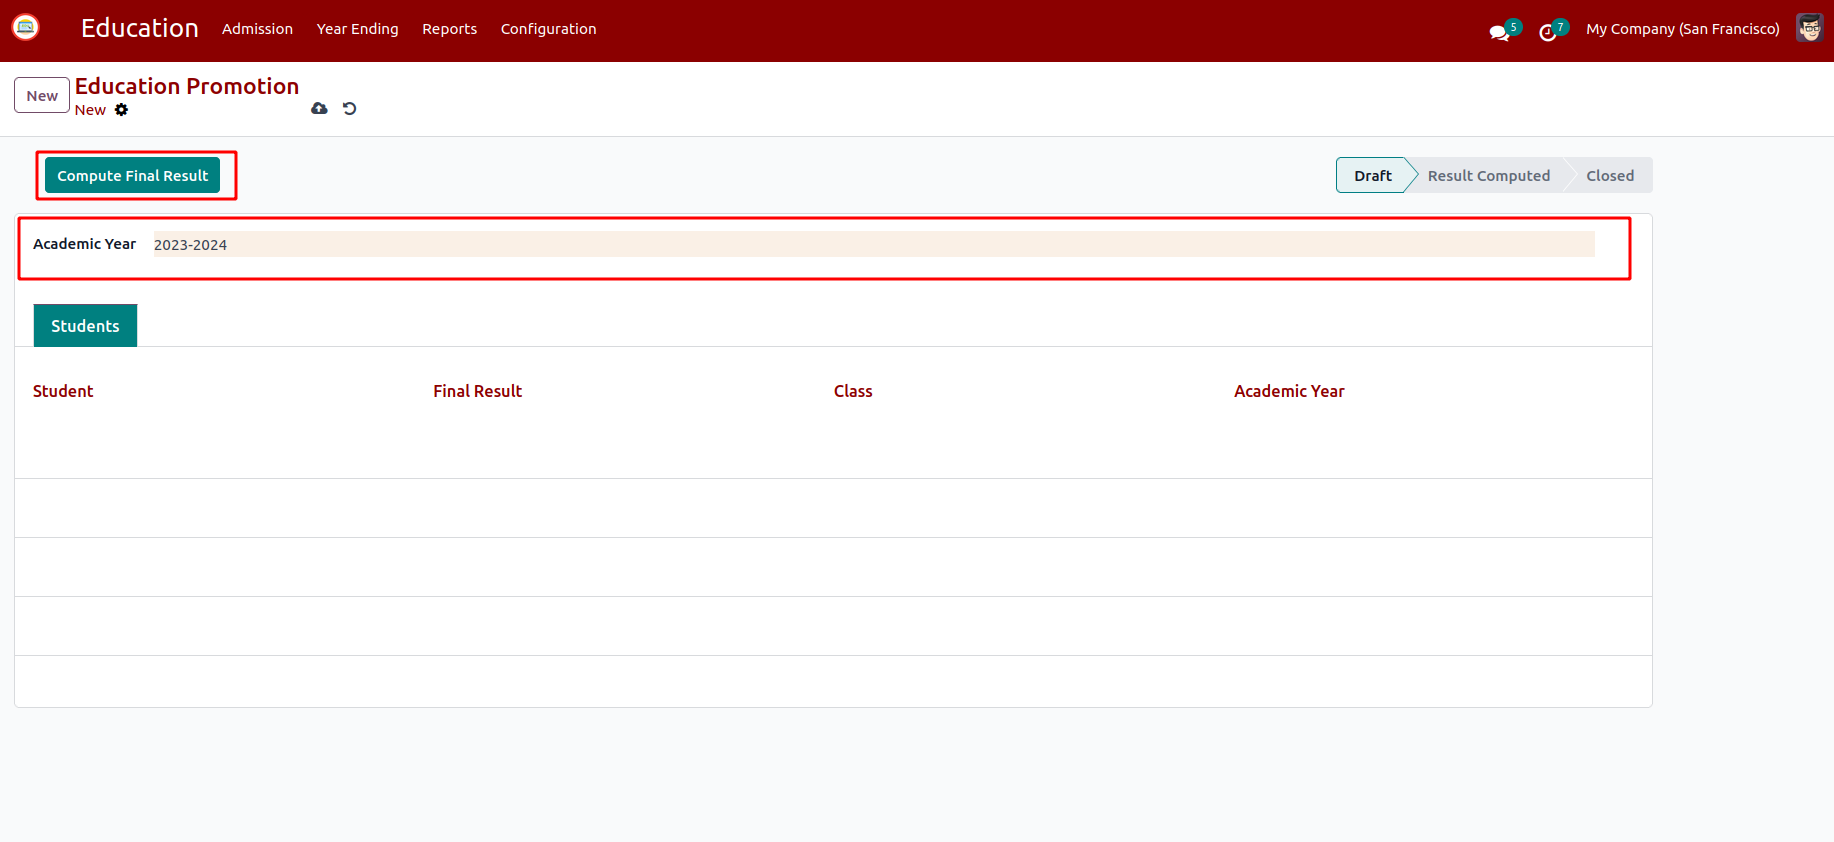 Education Admission Year Ending Reports Configuration 5 7 My Company (San Francisco)
New Education Promotion
New
Compute Final Result Draft Result Computed Closed
Academic Year 2023-2024
Students
Student Final Result Class Academic Year